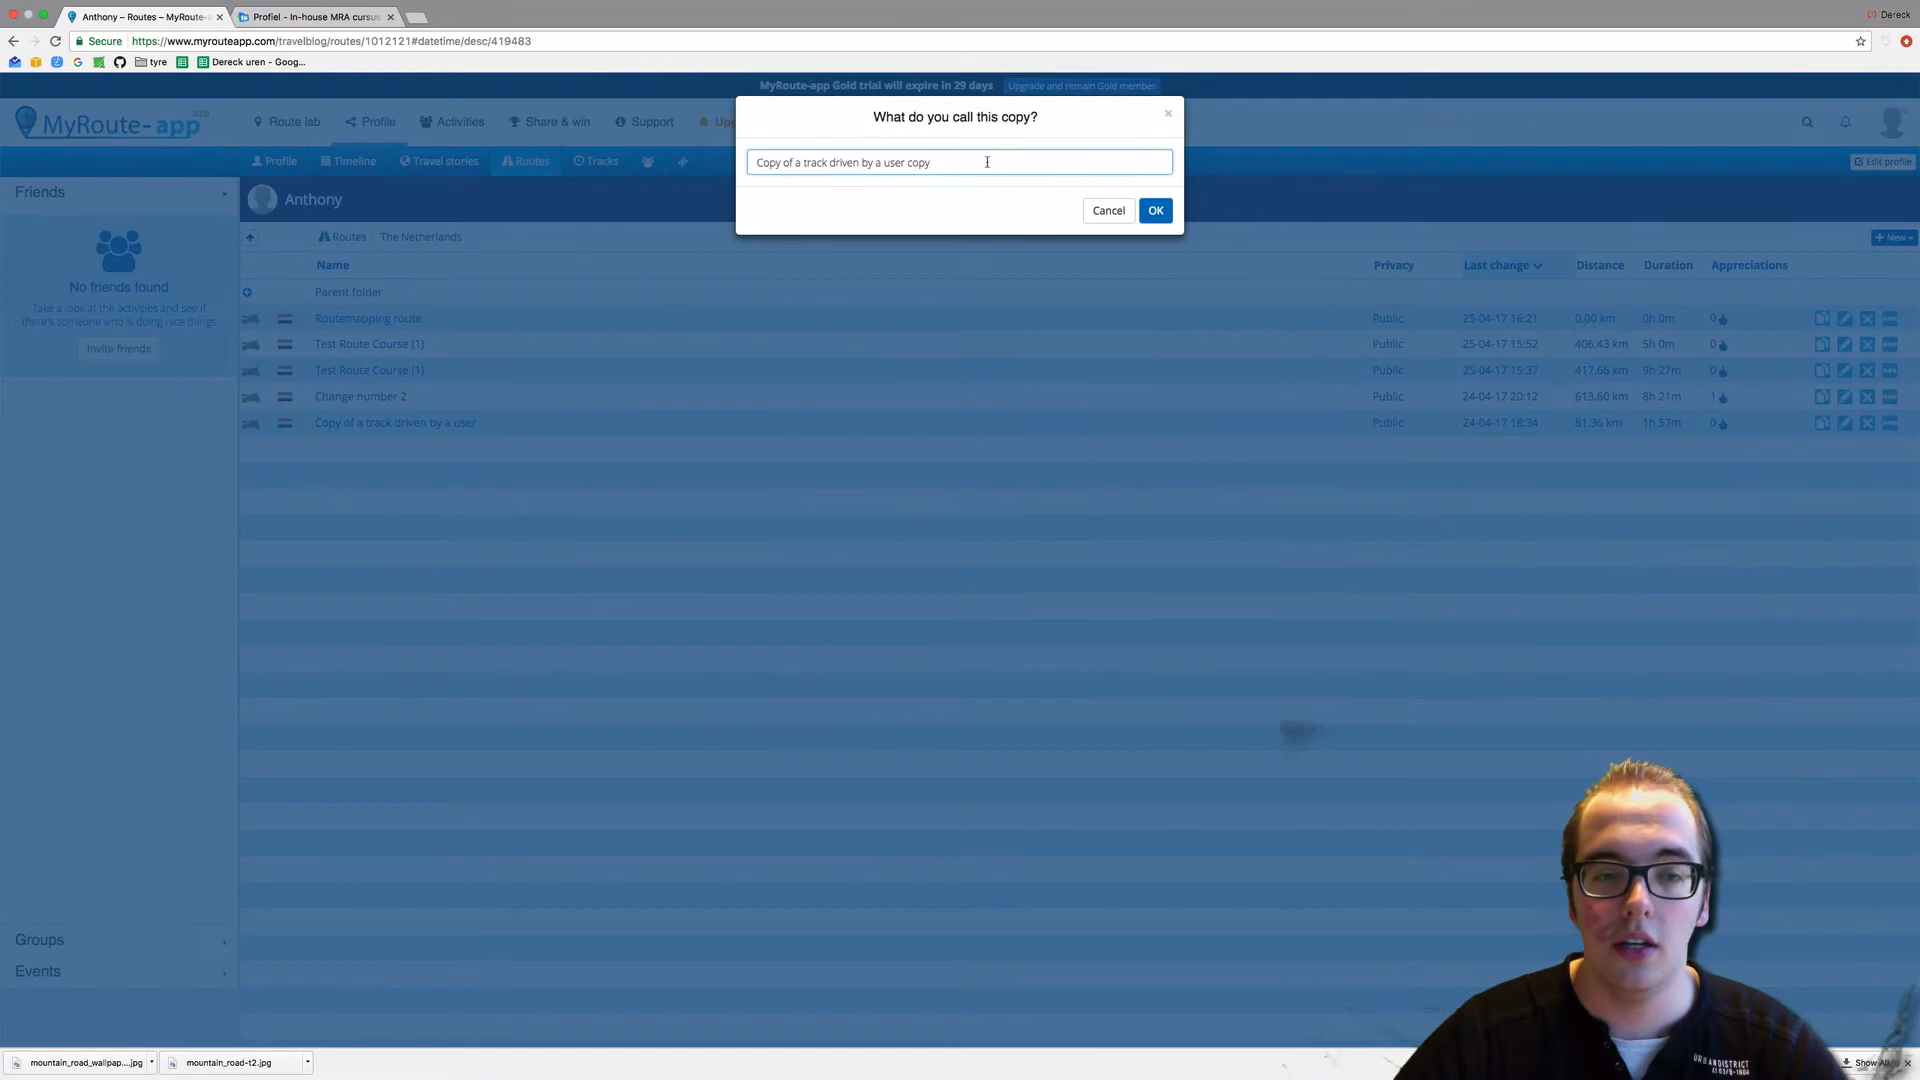 Anthony – Routes – MyRoute-a
Profiel - In-house MRA cursus
Dereck
Secure
https://www.myrouteapp.com/travelblog/routes/1012121#datetime/desc/419483
tyre
Dereck uren - Goog...
MyRoute-app Gold trial will expire in 29 days
Upgrade and remain Gold member
MyRoute-app WEB
Route lab
Profile
Activities
Share & win
Support
What do you call this copy?
Copy of a track driven by a user copy
Cancel
OK
Profile
Timeline
Travel stories
Routes
Tracks
Edit profile
Friends
Anthony
No friends found
Take a look at the activities and see if
there's someone who is doing nice things
Invite friends
Routes / The Netherlands
+ New
Name Privacy Last change Distance Duration Appreciations
Parent folder
Routemapping route Public 25-04-17 16:21 0.00 km 0h 0m 0
Test Route Course (1) Public 25-04-17 15:52 406.43 km 5h 0m 0
Test Route Course (1) Public 25-04-17 15:37 417.66 km 9h 27m 0
Change number 2 Public 24-04-17 20:12 613.60 km 8h 21m 1
Copy of a track driven by a user Public 24-04-17 18:34 81.36 km 1h 57m 0
Groups
Events
mountain_road_wallpap....jpg
mountain_road-t2.jpg
Show All
URBANDISTRICT